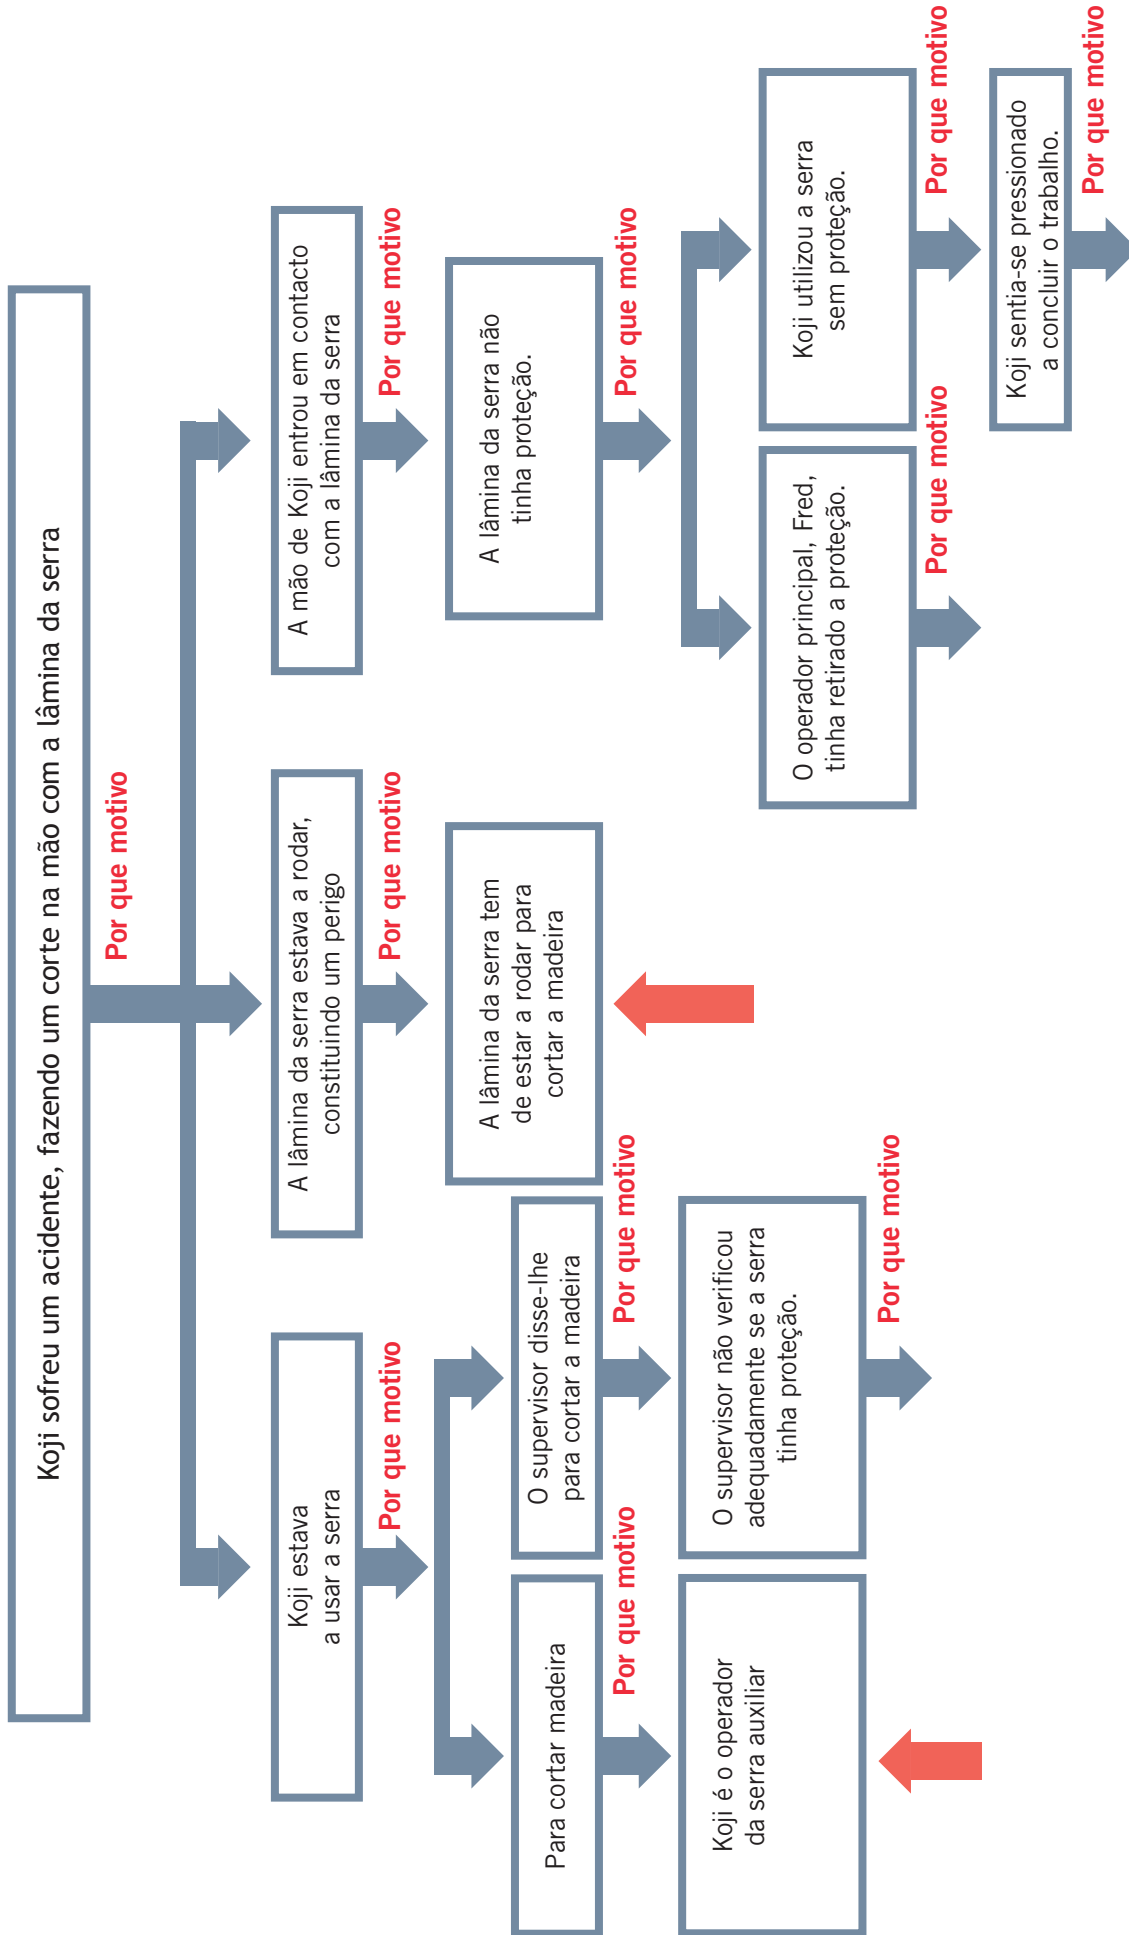 Koji sofreu um acidente, fazendo um corte na mão com a lâmina da serra
Por que motivo
Koji estava
a usar a serra
Por que motivo
A lâmina da serra estava a rodar,
constituindo um perigo
Por que motivo
A mão de Koji entrou em contacto
com a lâmina da serra
Por que motivo
Para cortar madeira
Por que motivo
O supervisor disse-lhe
para cortar a madeira
Por que motivo
A lâmina da serra tem
de estar a rodar para
cortar a madeira
A lâmina da serra não
tinha proteção.
Por que motivo
Koji é o operador
da serra auxiliar
O supervisor não verificou
adequadamente se a serra
tinha proteção.
Por que motivo
O operador principal, Fred,
tinha retirado a proteção.
Por que motivo
Koji utilizou a serra
sem proteção.
Por que motivo
Koji sentia-se pressionado
a concluir o trabalho.
Por que motivo